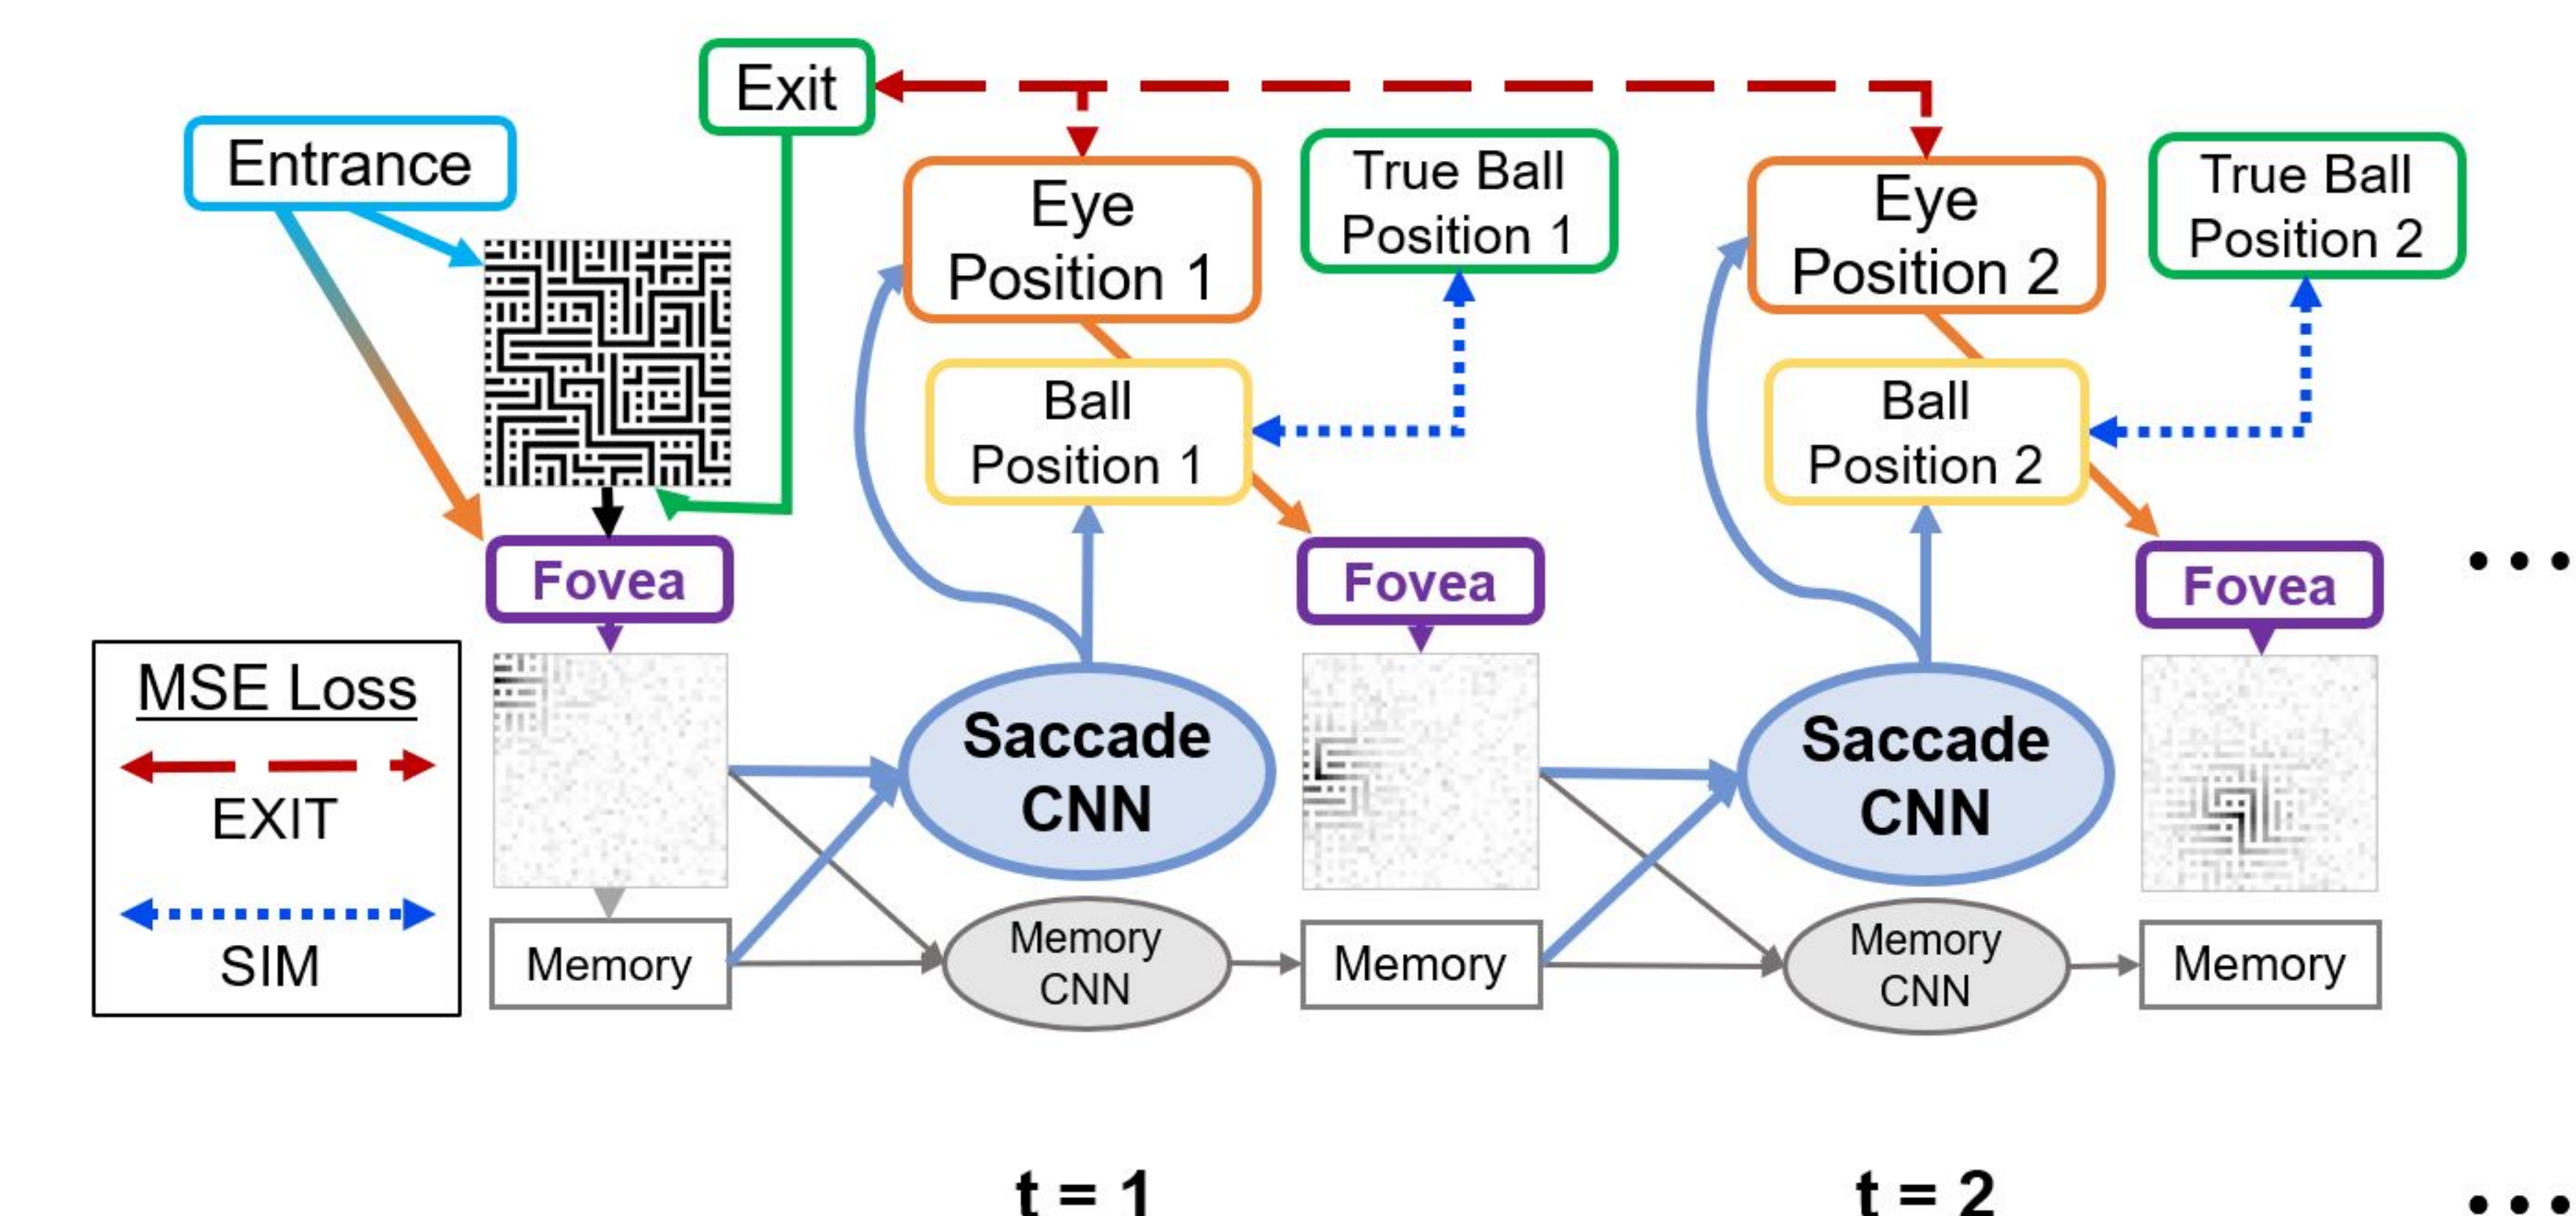 Exit
Entrance
Eye
Position 1
True Ball
Position 1
Eye
Position 2
True Ball
Position 2
Ball
Position 1
Ball
Position 2
Fovea
Fovea
Fovea
...
MSE Loss
EXIT
SIM
Saccade
CNN
Saccade
CNN
Memory
Memory
CNN
Memory
Memory
CNN
Memory
t = 1
t = 2
...